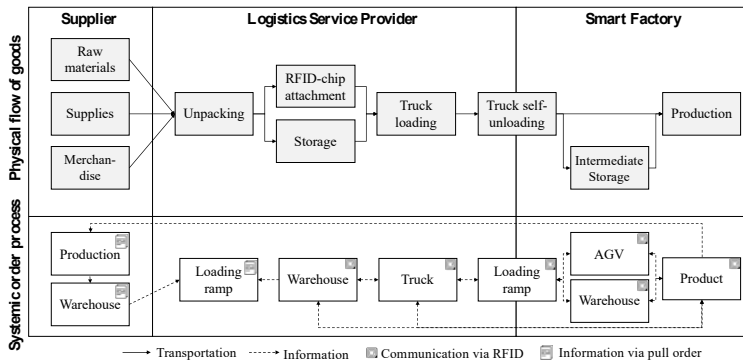 Supplier
Logistics Service Provider
Smart Factory
Physical flow of goods
Raw
materials
Supplies
Merchan-
dise
Unpacking
RFID-chip
attachment
Storage
Truck
loading
Truck self-
unloading
Intermediate
Storage
Production
Systemic order process
Production
Warehouse
Loading
ramp
Warehouse
Truck
Loading
ramp
AGV
Warehouse
Product
Transportation
Information
Communication via RFID
Information via pull order